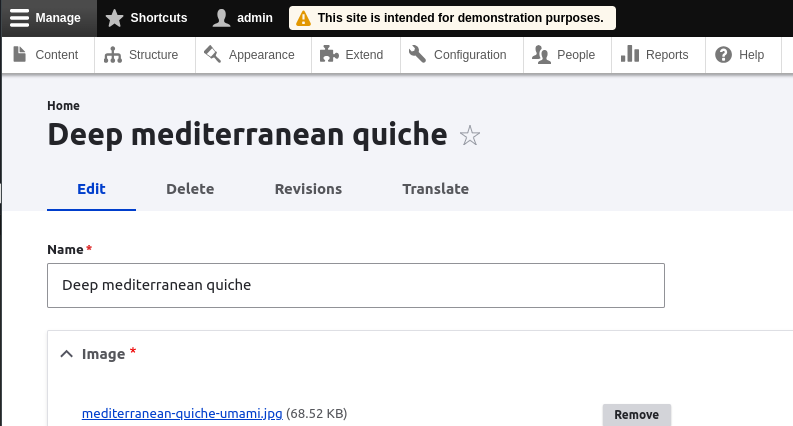 Manage Shortcuts admin This site is intended for demonstration purposes.
Content Structure Appearance Extend Configuration People Reports Help
Home
Deep mediterranean quiche
Edit Delete Revisions Translate
Name*
Deep mediterranean quiche
Image *
mediterranean-quiche-umami.jpg (68.52 KB) Remove